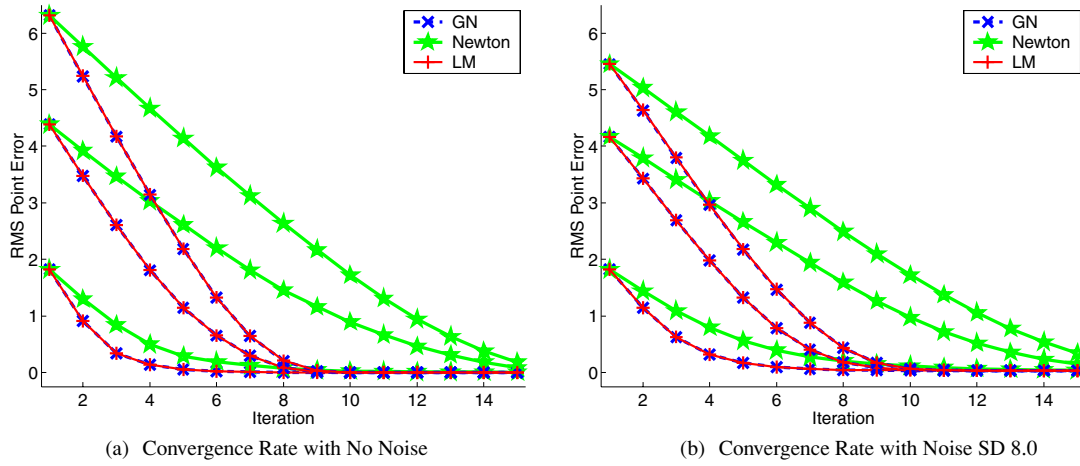 6
5
4
3
2
1
0
RMS Point Error
GN
Newton
LM
2 4 6 8 10 12 14
Iteration
(a) Convergence Rate with No Noise
6
5
4
3
2
1
0
RMS Point Error
GN
Newton
LM
2 4 6 8 10 12 14
Iteration
(b) Convergence Rate with Noise SD 8.0